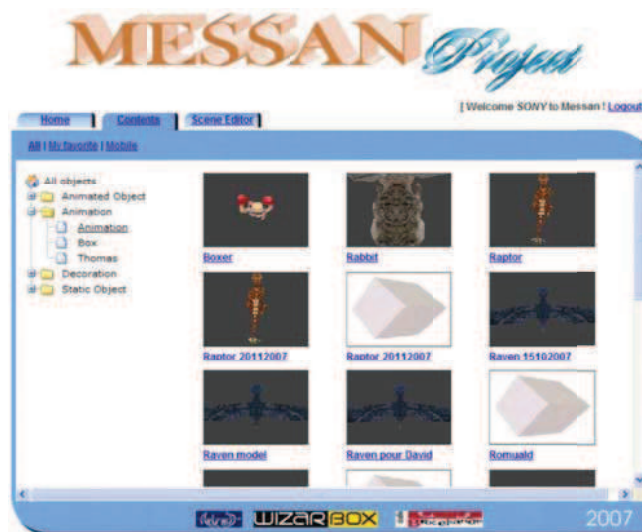 MESSAN Project
[ Welcome SONY to Messan ! Logout
Home Contents Scene Editor
All | My favorite | Mobile
All objects
Animated Object
Animation
Animation
Box
Thomas
Decoration
Static Object
Boxer Rabbit Raptor
Raptor 20112007 Raptor 20112007 Raven 15102007
Raven model Raven pour David Romuald
WIZARBOX
2007